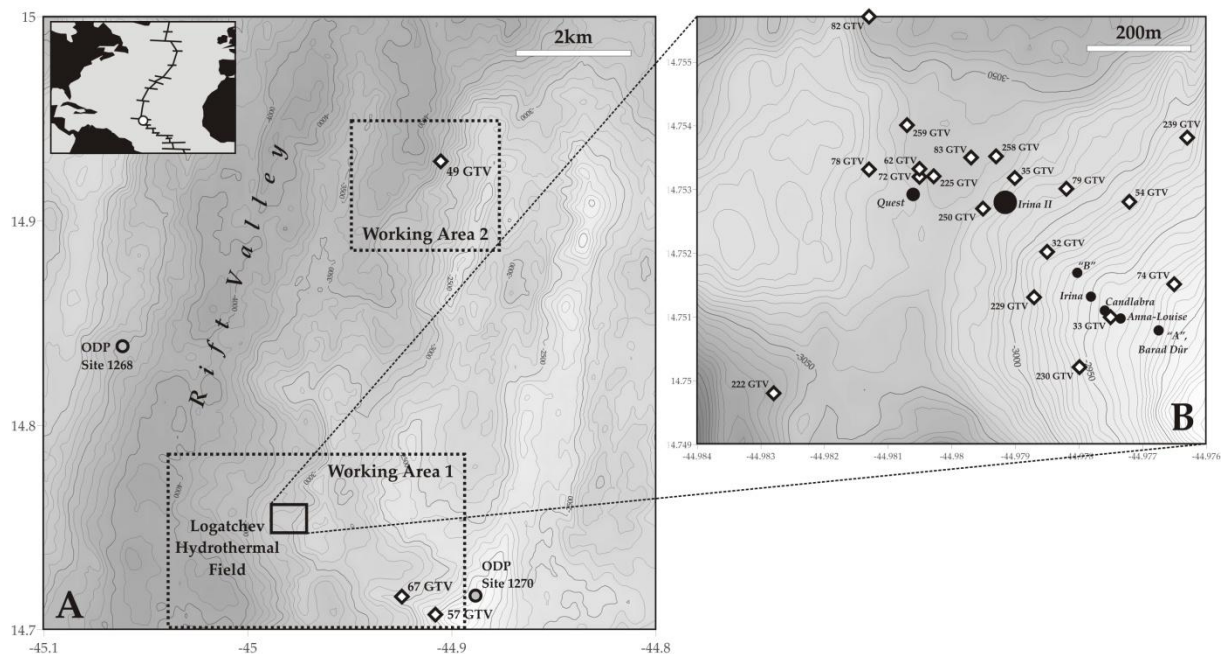 15
14.9
14.8
14.7
-45.1
-45
-44.9
-44.8
2km
49 GTV
Working Area 2
Rift Valley
ODP
Site 1268
Working Area 1
Logatchev
Hydrothermal
Field
ODP
Site 1270
67 GTV
57 GTV
A
200m
82 GTV
14.755
14.754
14.753
14.752
14.751
14.75
14.749
-3050
259 GTV
239 GTV
83 GTV
258 GTV
78 GTV
62 GTV
35 GTV
72 GTV
225 GTV
79 GTV
54 GTV
Quest
250 GTV
Irina II
32 GTV
"B"
74 GTV
229 GTV
Irina
Candlabra
33 GTV
Anna-Louise
"A",
Barad Dûr
-3050
-3000
230 GTV
222 GTV
B
-44.984
-44.983
-44.982
-44.981
-44.98
-44.979
-44.977
-44.976